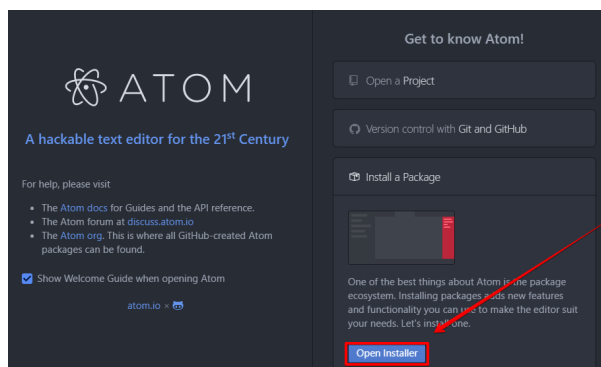 ATOM
A hackable text editor for the 21st Century
For help, please visit
• The Atom docs for Guides and the API reference.
• The Atom forum at discuss.atom.io
• The Atom org. This is where all GitHub-created Atom
packages can be found.
Show Welcome Guide when opening Atom
atom.io ×
Get to know Atom!
Open a Project
Version control with Git and GitHub
Install a Package
One of the best things about Atom is the package
ecosystem. Installing packages adds new features
and functionality you can use to make the editor suit
your needs. Let's install one.
Open Installer